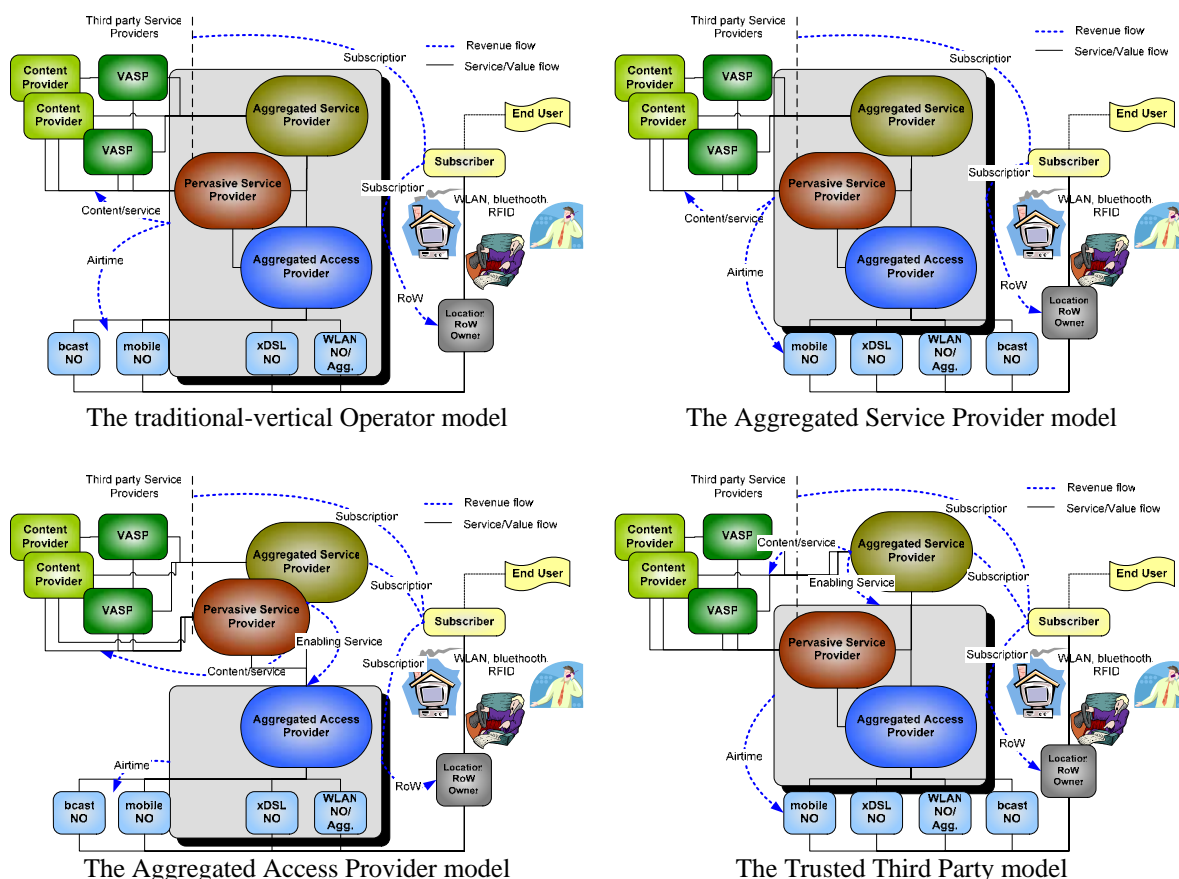 Third party Service
Providers
Revenue flow
Service/Value flow
Subscription
Content
Provider
Content
Provider
VASP
VASP
Aggregated Service
Provider
End User
Subscriber
Pervasive Service
Provider
Subscription
WLAN, bluethooth.
RFID
Content/service
Aggregated Access
Provider
Airtime
RoW
Location
RoW
Owner
bcast
NO
mobile
NO
xDSL
NO
WLAN
NO/
Agg.
The traditional-vertical Operator model
Third party Service
Providers
Revenue flow
Service/Value flow
Subscription
Content
Provider
Content
Provider
VASP
VASP
Aggregated Service
Provider
End User
Subscriber
Pervasive Service
Provider
Subscription
WLAN, bluethooth.
RFID
Content/service
Aggregated Access
Provider
Airtime
RoW
Location
RoW
Owner
mobile
NO
xDSL
NO
WLAN
NO/
Agg.
bcast
NO
The Aggregated Service Provider model
Third party Service
Providers
Revenue flow
Service/Value flow
Subscription
Content
Provider
Content
Provider
VASP
VASP
Aggregated Service
Provider
End User
Subscription
Subscriber
Pervasive Service
Provider
Enabling Service
Subscription
WLAN, bluethooth.
RFID
Content/service
Aggregated Access
Provider
Airtime
RoW
Location
RoW
Owner
bcast
NO
mobile
NO
xDSL
NO
WLAN
NO/
Agg.
The Aggregated Access Provider model
Third party Service
Providers
Revenue flow
Service/Value flow
Subscription
Content
Provider
Content
Provider
VASP
VASP
Content/service
Aggregated Service
Provider
Enabling Service
End User
Subscription
Subscriber
Pervasive Service
Provider
Subscription
WLAN, bluethooth.
RFID
Aggregated Access
Provider
Airtime
RoW
Location
RoW
Owner
mobile
NO
xDSL
NO
WLAN
NO/
Agg.
bcast
NO
The Trusted Third Party model